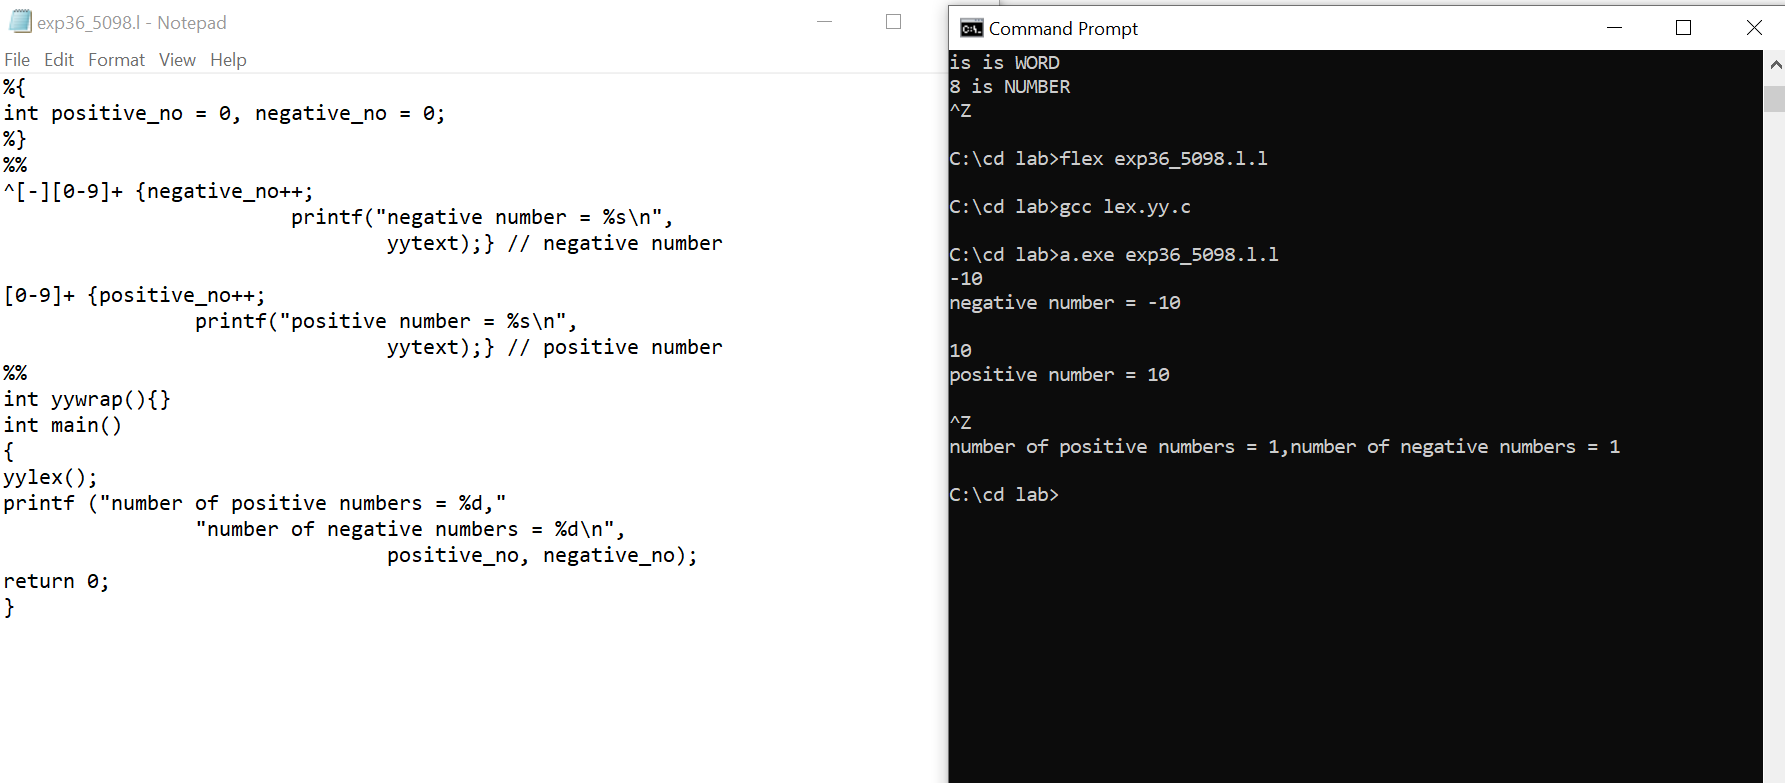 exp36_5098.l - Notepad
File Edit Format View Help
%{
int positive_no = 0, negative_no = 0;
%}
%%
^[-][0-9]+ {negative_no++;
printf("negative number = %s\n",
yytext);} // negative number
[0-9]+ {positive_no++;
printf("positive number = %s\n",
yytext);} // positive number
%%
int yywrap(){}
int main()
{
yylex();
printf ("number of positive numbers = %d,"
"number of negative numbers = %d\n",
positive_no, negative_no);
return 0;
}
C:\. Command Prompt
is is WORD
8 is NUMBER
^Z
C:\cd lab>flex exp36_5098.l.l
C:\cd lab>gcc lex.yy.c
C:\cd lab>a.exe exp36_5098.l.l
-10
negative number = -10
10
positive number = 10
^Z
number of positive numbers = 1,number of negative numbers = 1
C:\cd lab>